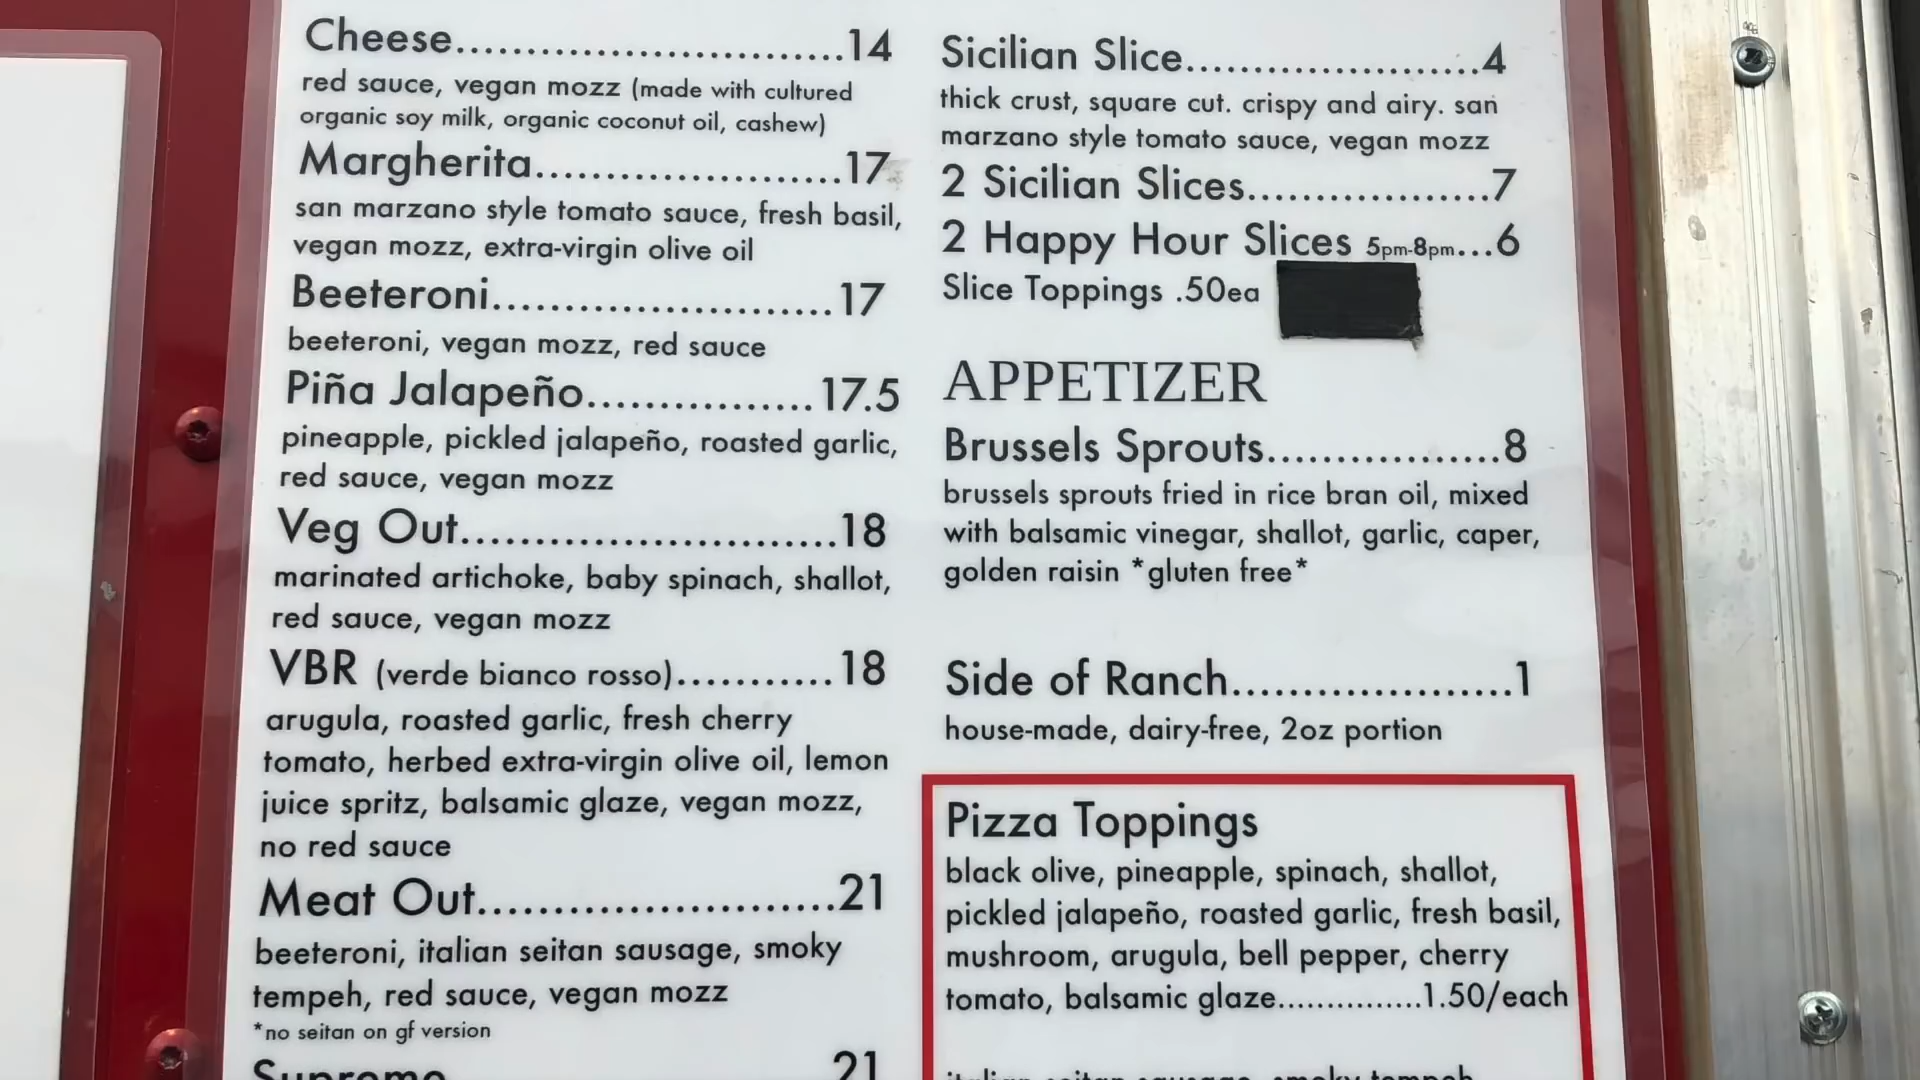 Cheese...........................14
red sauce, vegan mozz (made with cultured
organic soy milk, organic coconut oil, cashew)
Margherita......................17
san marzano style tomato sauce, fresh basil,
vegan mozz, extra-virgin olive oil
Beeteroni........................17
beeteroni, vegan mozz, red sauce
Piña Jalapeño................17.5
pineapple, pickled jalapeño, roasted garlic,
red sauce, vegan mozz
Veg Out...........................18
marinated artichoke, baby spinach, shallot,
red sauce, vegan mozz
VBR (verde bianco rosso)...........18
arugula, roasted garlic, fresh cherry
tomato, herbed extra-virgin olive oil, lemon
juice spritz, balsamic glaze, vegan mozz,
no red sauce
Meat Out.........................21
beeteroni, italian seitan sausage, smoky
tempeh, red sauce, vegan mozz
*no seitan on gf version
Supreme 21
Sicilian Slice......................4
thick crust, square cut. crispy and airy. san
marzano style tomato sauce, vegan mozz
2 Sicilian Slices.................7
2 Happy Hour Slices 5pm-8pm...6
Slice Toppings .50ea
APPETIZER
Brussels Sprouts.................8
brussels sprouts fried in rice bran oil, mixed
with balsamic vinegar, shallot, garlic, caper,
golden raisin *gluten free*
Side of Ranch....................1
house-made, dairy-free, 2oz portion
Pizza Toppings
black olive, pineapple, spinach, shallot,
pickled jalapeño, roasted garlic, fresh basil,
mushroom, arugula, bell pepper, cherry
tomato, balsamic glaze...............1.50/each
italian seitan sausage, smoky tempeh